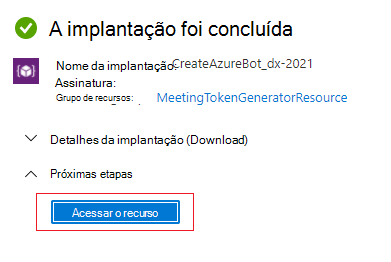 A implantação foi concluída
Nome da implantação: CreateAzureBot_dx-2021
Assinatura:
Grupo de recursos: MeetingTokenGeneratorResource
Detalhes da implantação (Download)
Próximas etapas
Acessar o recurso